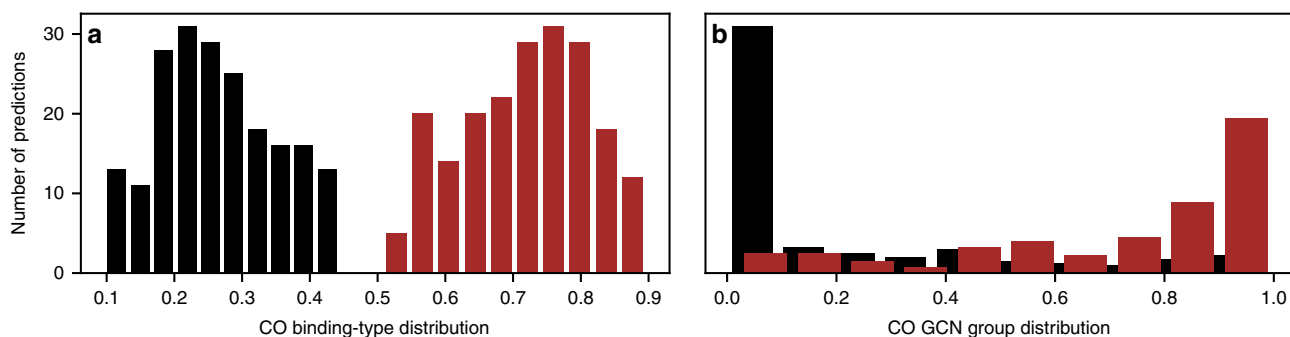 a
b
Number of predictions
30
20
10
0
0.1 0.2 0.3 0.4 0.5 0.6 0.7 0.8 0.9
CO binding-type distribution
0.0 0.2 0.4 0.6 0.8 1.0
CO GCN group distribution